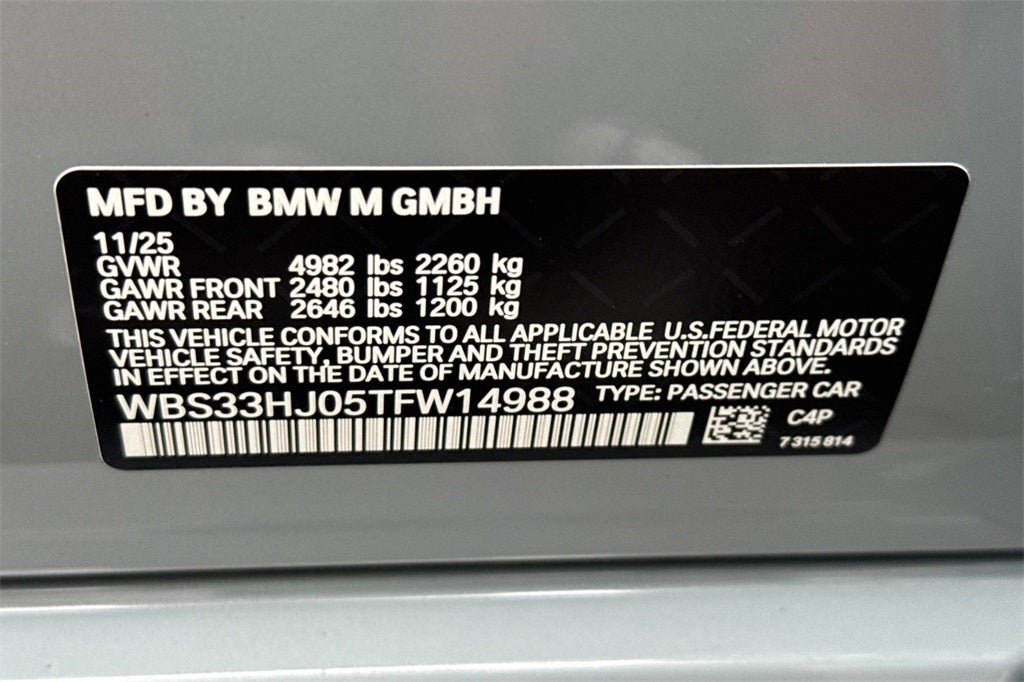 MFD BY BMW M GMBH
11/25
GVWR 4982 lbs 2260 kg
GAWR FRONT 2480 lbs 1125 kg
GAWR REAR 2646 lbs 1200 kg
THIS VEHICLE CONFORMS TO ALL APPLICABLE U.S.FEDERAL MOTOR
VEHICLE SAFETY, BUMPER AND THEFT PREVENTION STANDARDS
IN EFFECT ON THE DATE OF MANUFACTURE SHOWN ABOVE.
WBS33HJ05TFW14988 TYPE: PASSENGER CAR
C4P
7 315 814